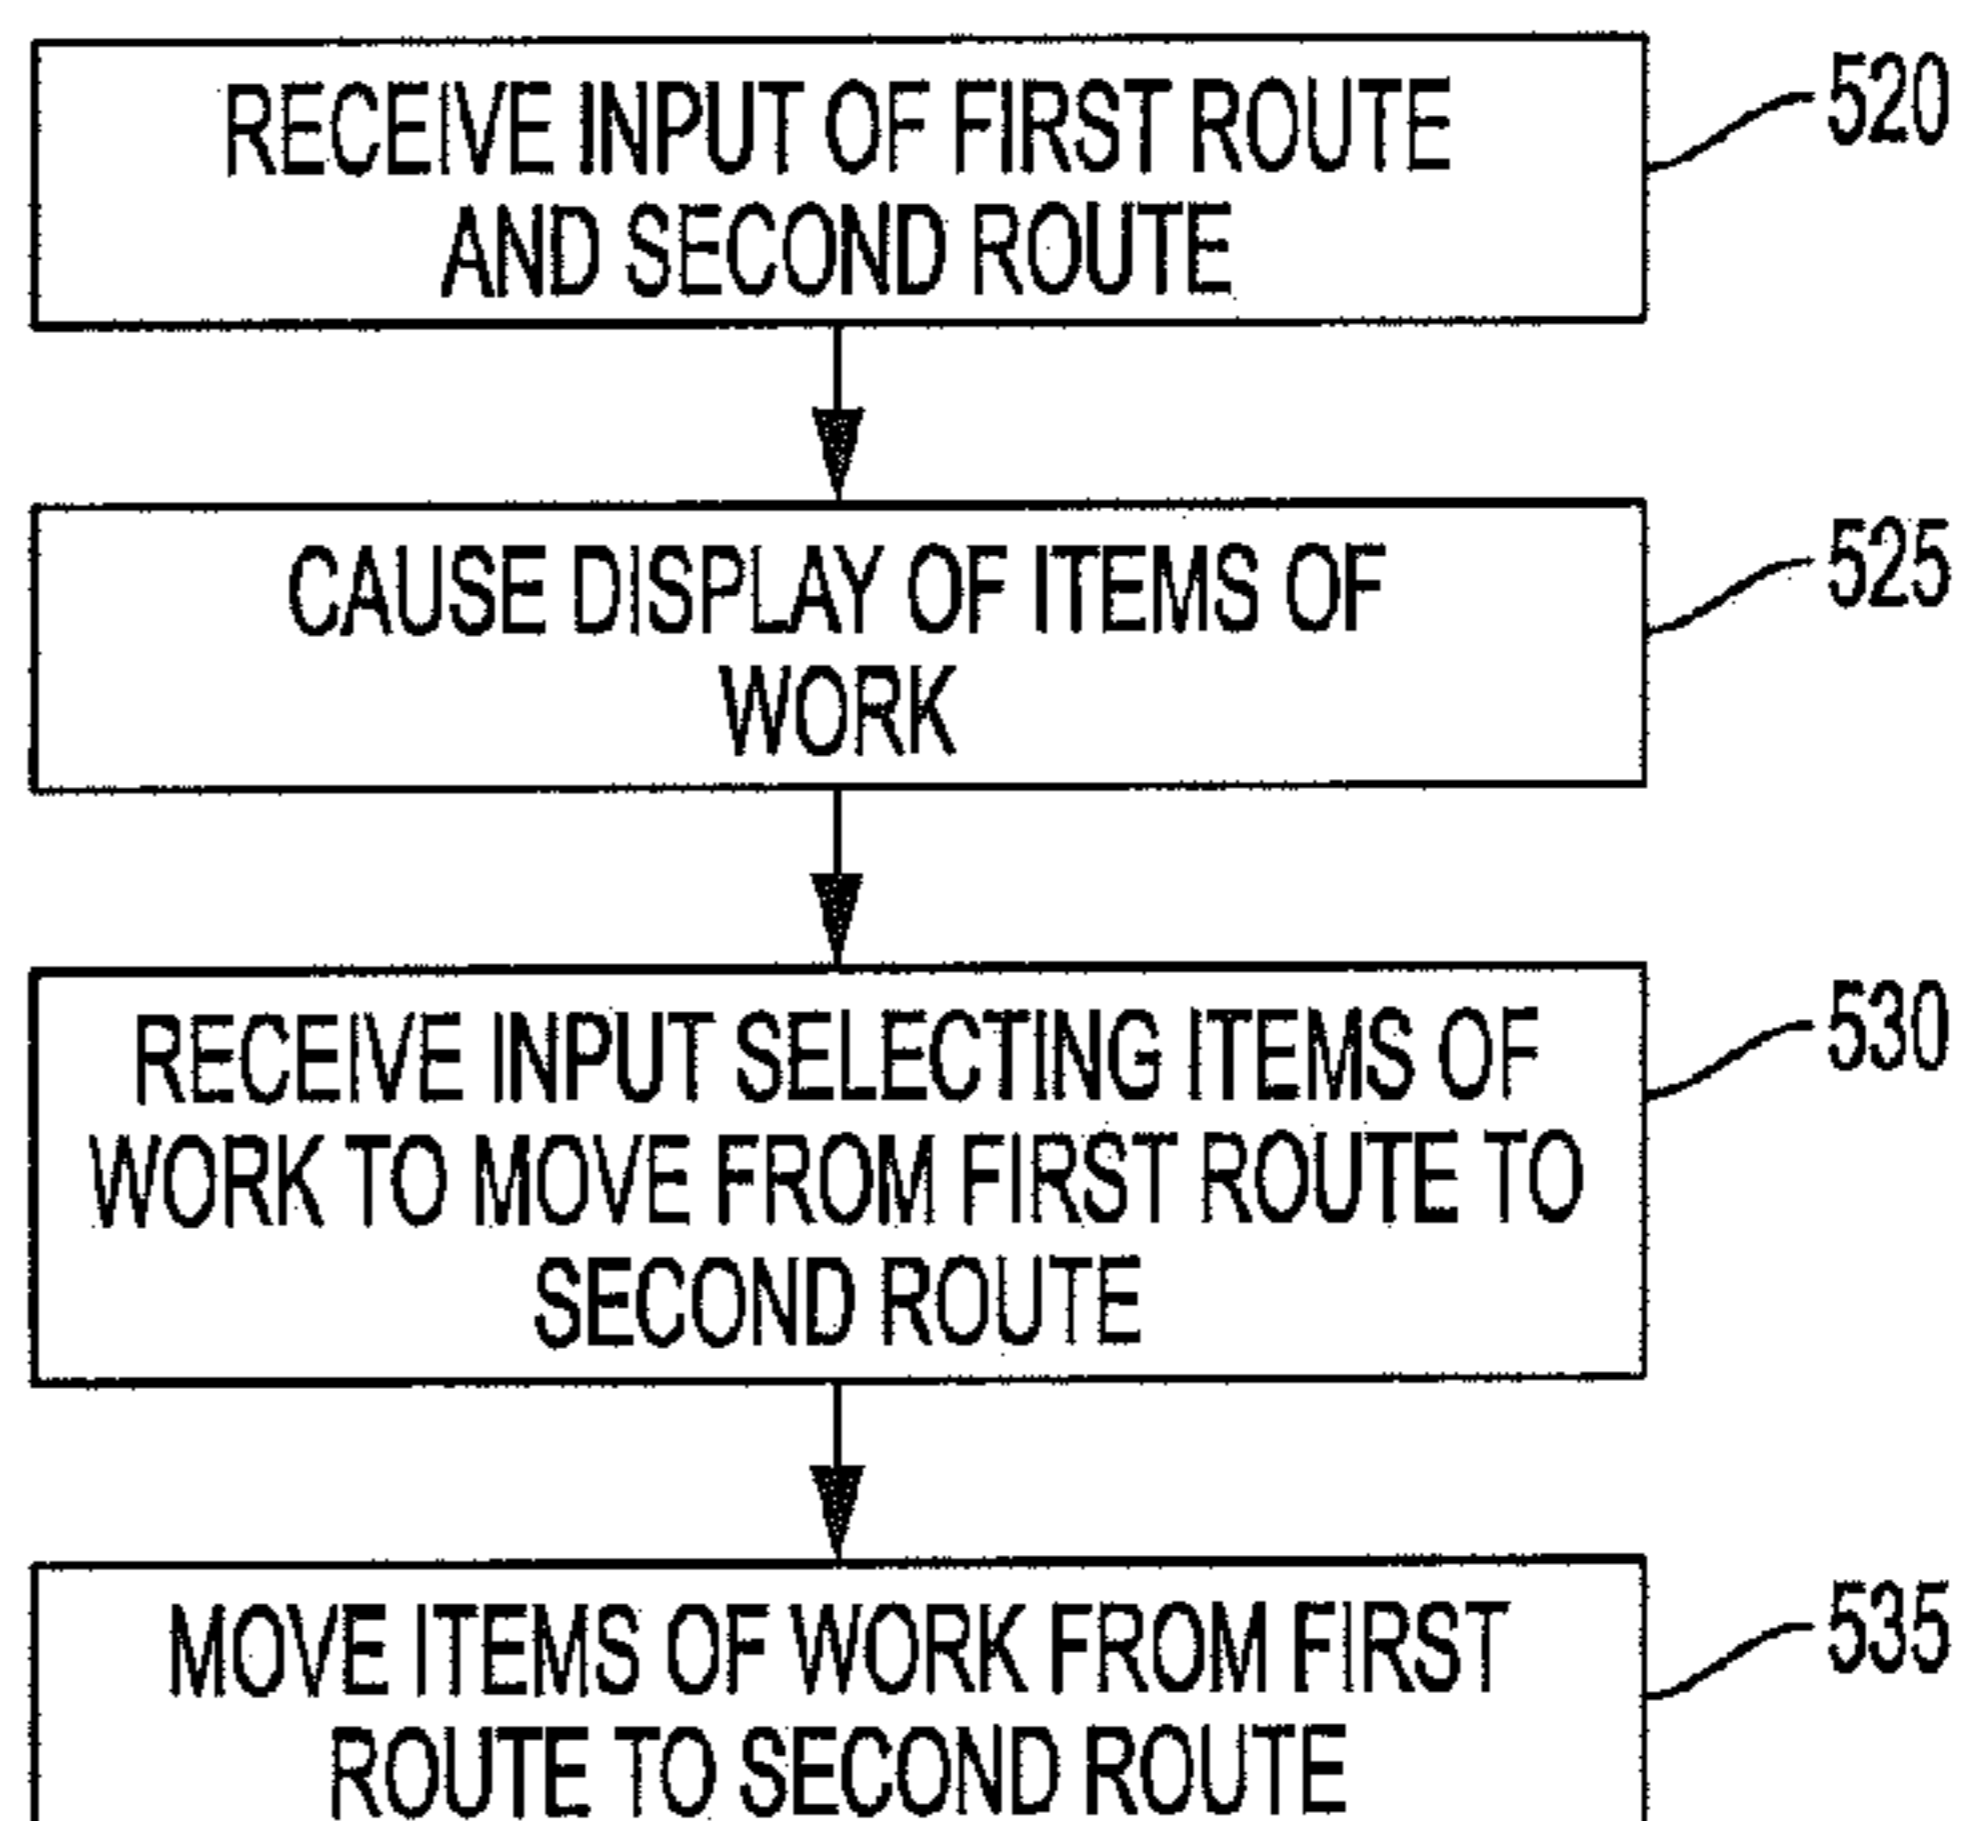 RECEIVE INPUT OF FIRST ROUTE
AND SECOND ROUTE
520
CAUSE DISPLAY OF ITEMS OF
WORK
525
RECEIVE INPUT SELECTING ITEMS OF
WORK TO MOVE FROM FIRST ROUTE TO
SECOND ROUTE
530
MOVE ITEMS OF WORK FROM FIRST
ROUTE TO SECOND ROUTE
535